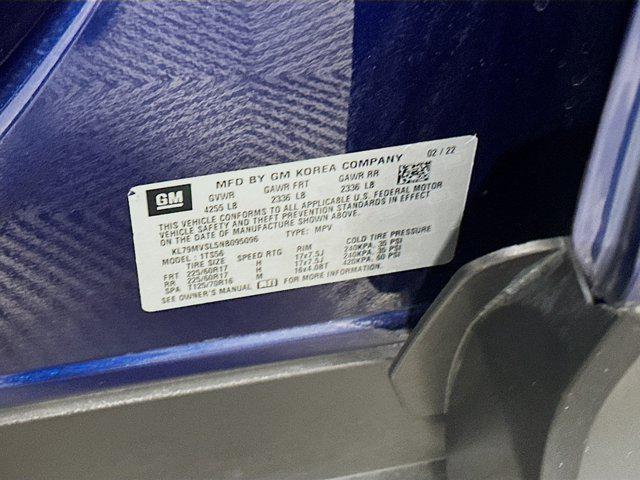 GM
MFD BY GM KOREA COMPANY 02 / 22
GVWR GAWR FRT GAWR RR
4255 LB 2336 LB 2336 LB
THIS VEHICLE CONFORMS TO ALL APPLICABLE U.S. FEDERAL MOTOR
VEHICLE SAFETY AND THEFT PREVENTION STANDARDS IN EFFECT
ON THE DATE OF MANUFACTURE SHOWN ABOVE.
KL79MVSL5NB095096 TYPE: MPV
MODEL: 1TS56 RIM COLD TIRE PRESSURE
TIRE SIZE SPEED RTG
FRT 225/60R17 H 17x7.5J 240KPA, 35 PSI
RR 225/60R17 H 17x7.5J 240KPA, 35 PSI
SPA T125/70R16 M 16x4.0BT 420KPA, 60 PSI
SEE OWNER'S MANUAL FOR MORE INFORMATION.